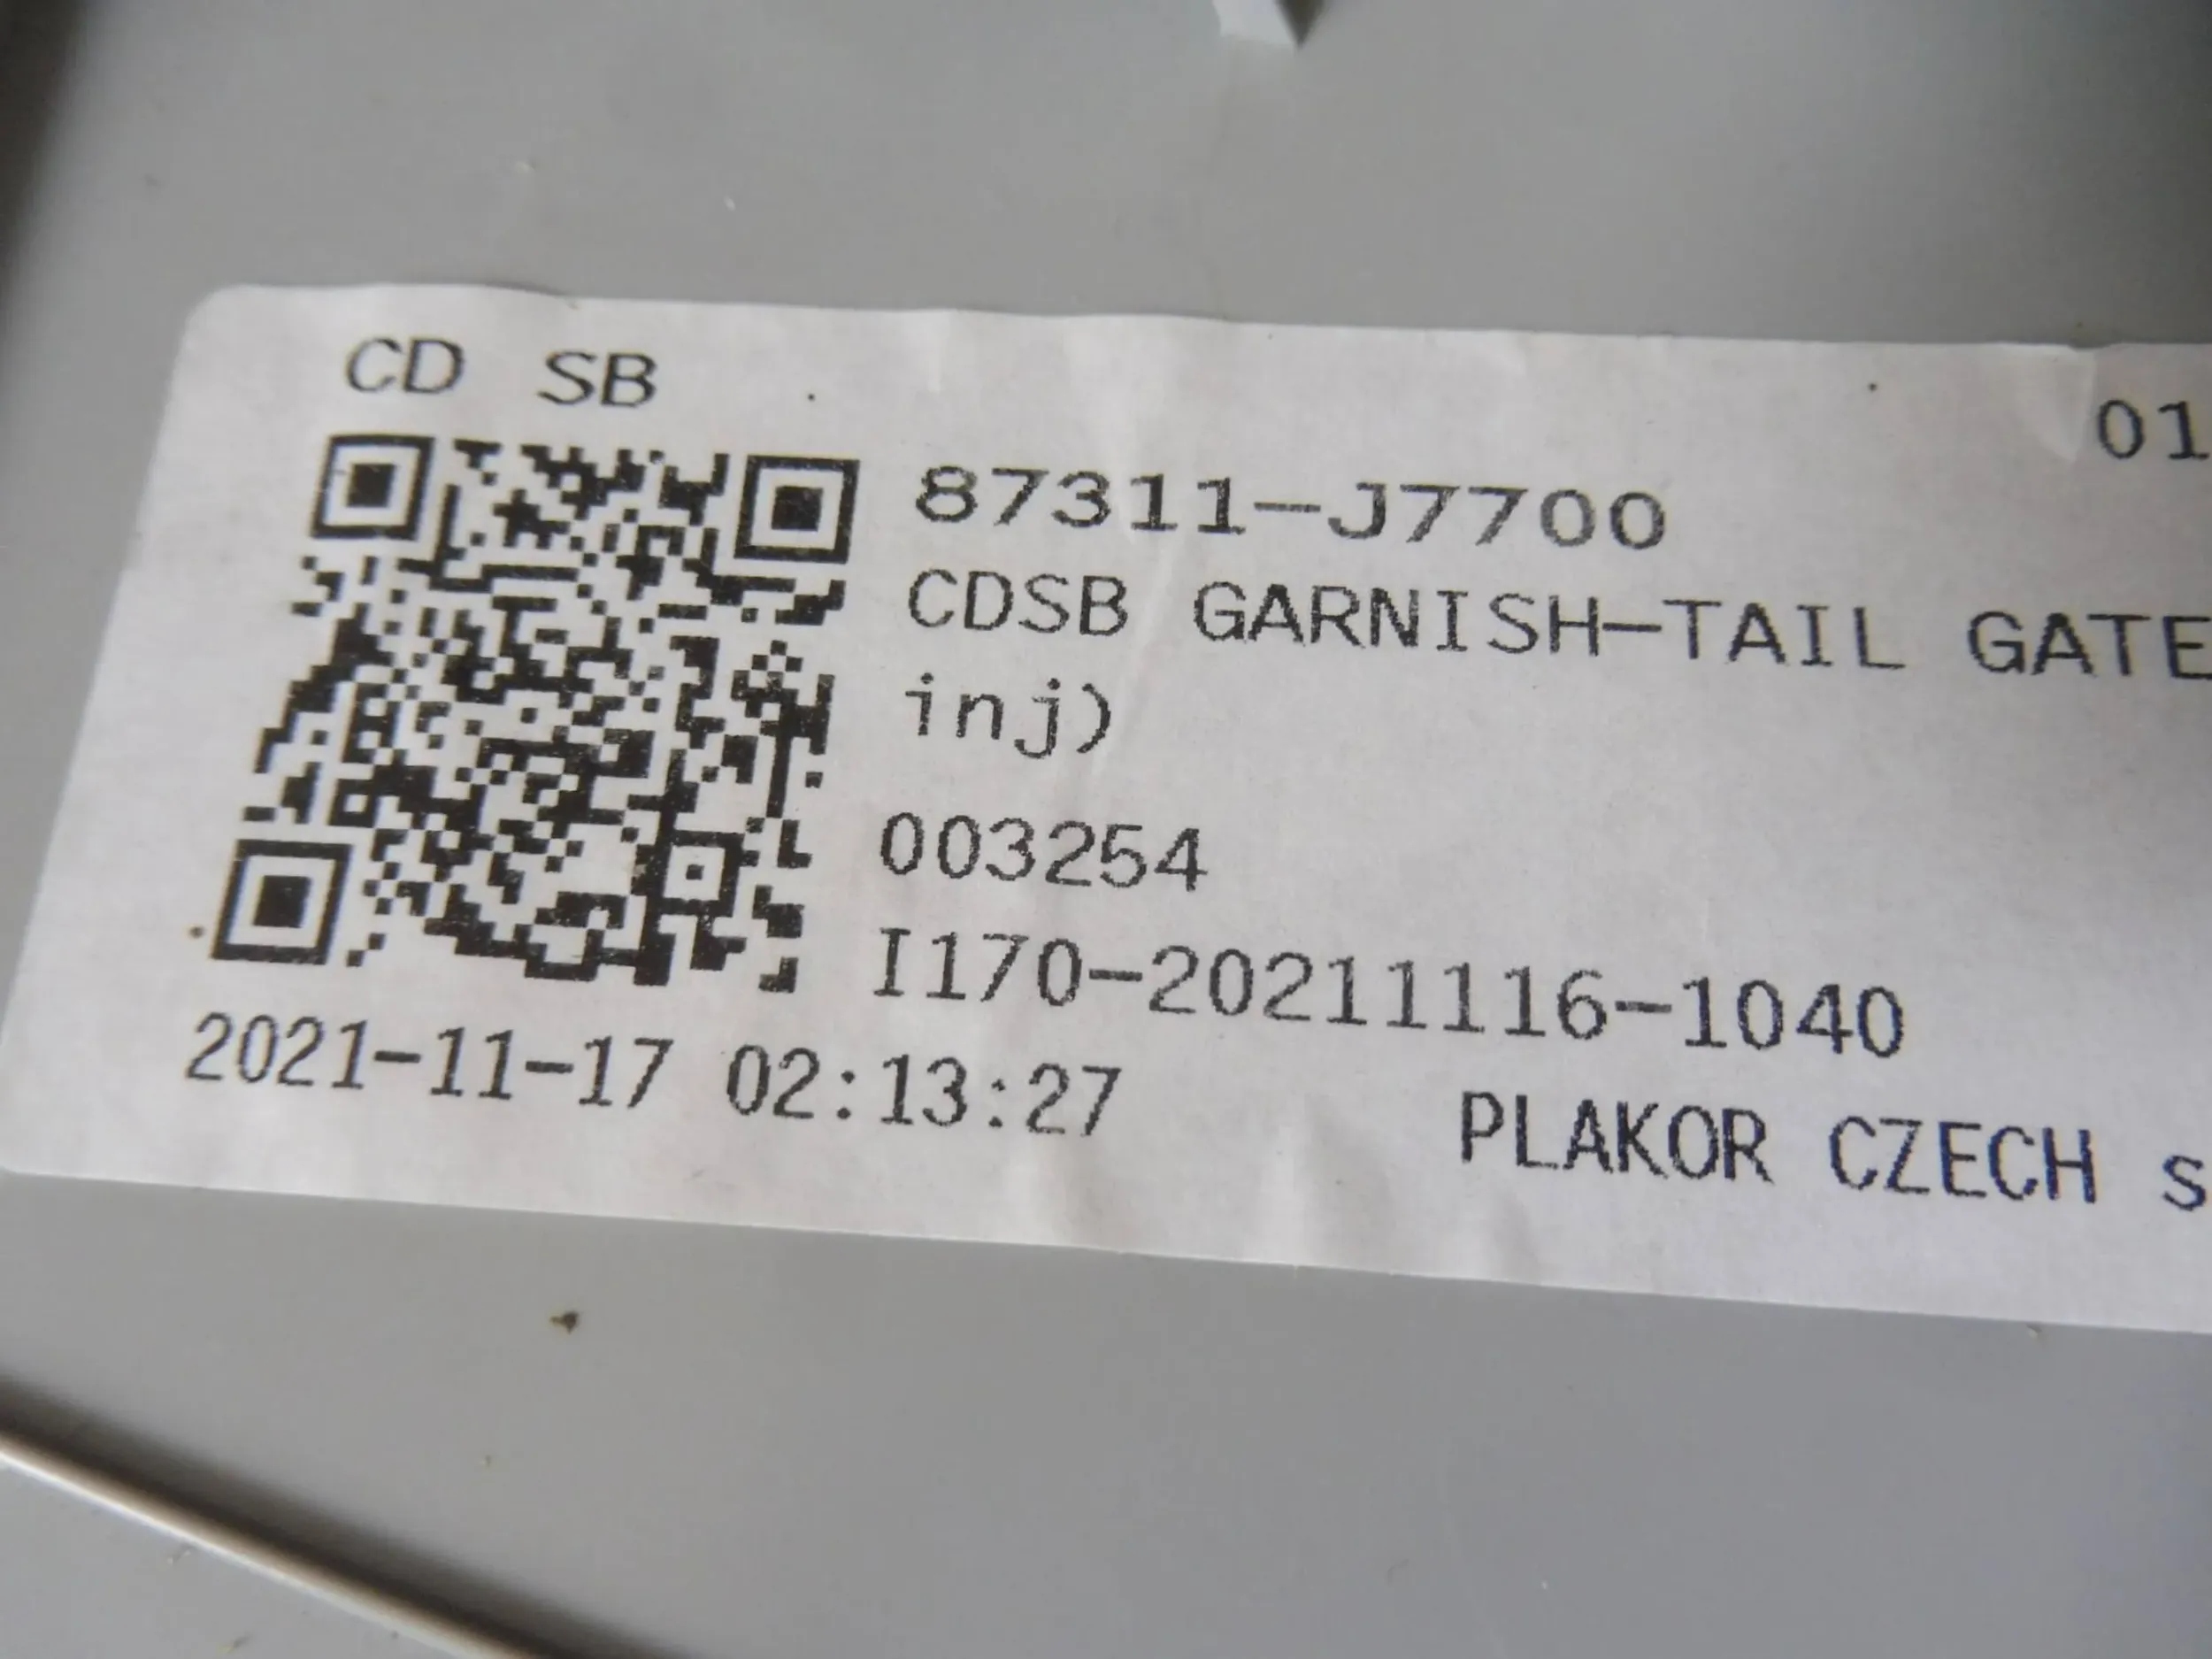 CD SB
01
87311-J7700
CDSB GARNISH-TAIL GATE
inj)
003254
I170-20211116-1040
2021-11-17 02:13:27
PLAKOR CZECH s